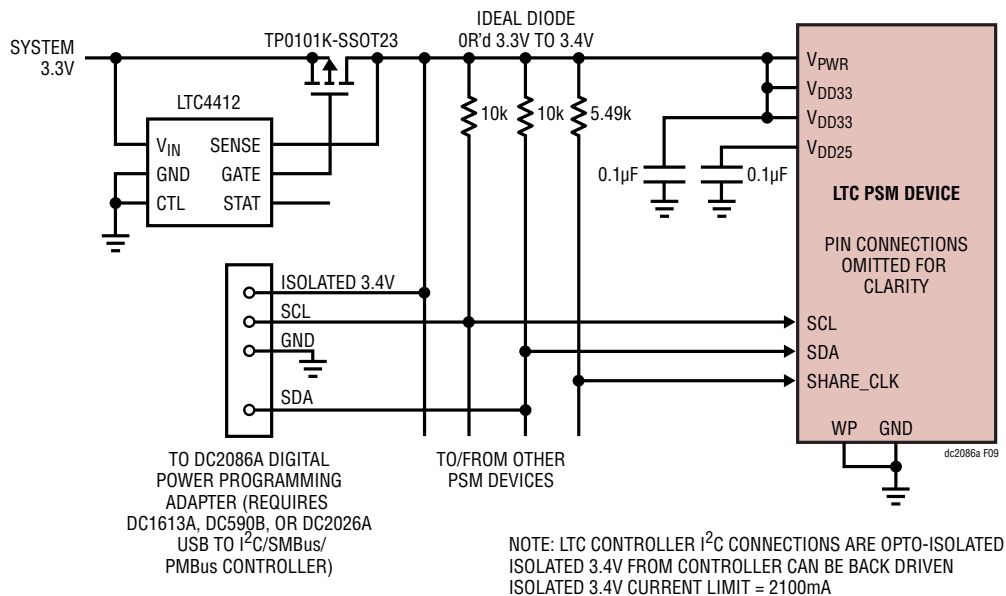 SYSTEM
3.3V
TP0101K-SSOT23
IDEAL DIODE
OR'd 3.3V TO 3.4V
LTC4412
VIN
SENSE
GND
GATE
CTL
STAT
10k
10k
5.49k
0.1µF
0.1µF
VPWR
VDD33
VDD33
VDD25
LTC PSM DEVICE
PIN CONNECTIONS
OMITTED FOR
CLARITY
SCL
SDA
SHARE_CLK
WP
GND
dc2086a F09
ISOLATED 3.4V
SCL
GND
SDA
TO DC2086A DIGITAL
POWER PROGRAMMING
ADAPTER (REQUIRES
DC1613A, DC590B, OR DC2026A
USB TO I2C/SMBus/
PMBus CONTROLLER)
TO/FROM OTHER
PSM DEVICES
NOTE: LTC CONTROLLER I2C CONNECTIONS ARE OPTO-ISOLATED
ISOLATED 3.4V FROM CONTROLLER CAN BE BACK DRIVEN
ISOLATED 3.4V CURRENT LIMIT = 2100mA